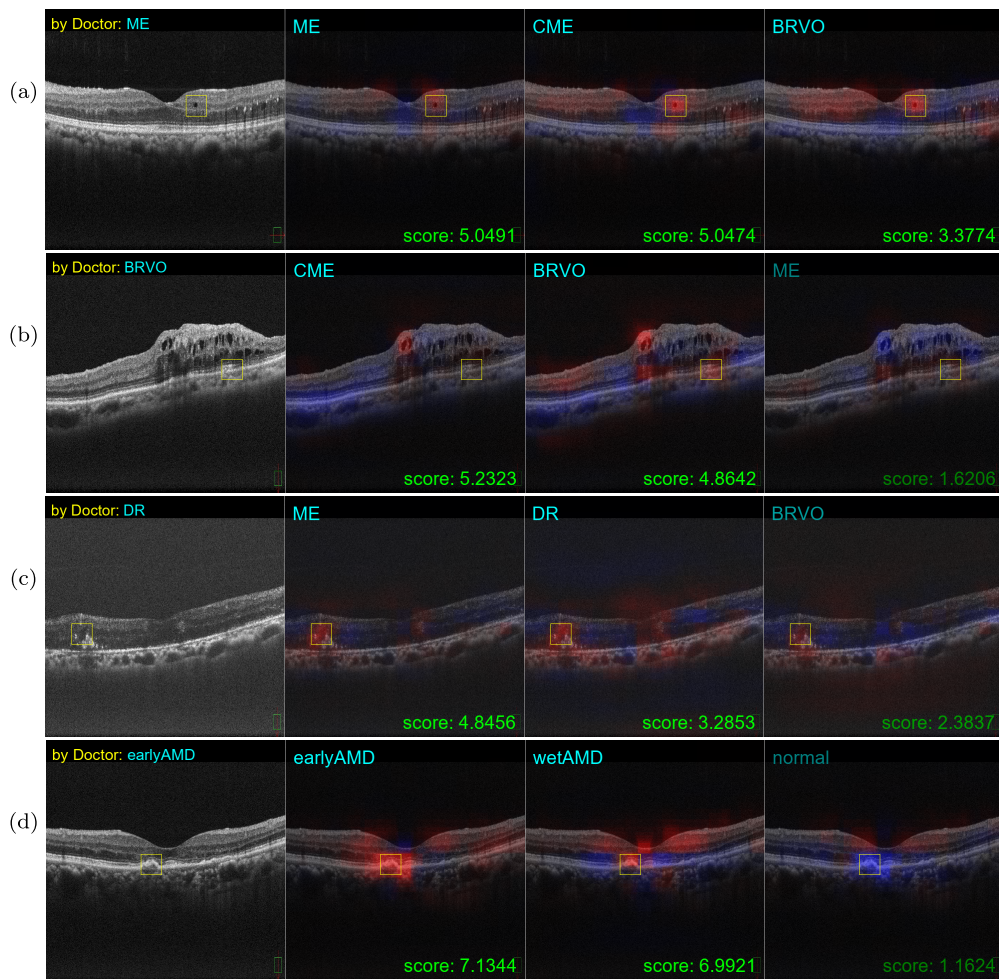 (a)
by Doctor: ME
ME
CME
BRVO
score: 5.0491
score: 5.0474
score: 3.3774
(b)
by Doctor: BRVO
CME
BRVO
ME
score: 5.2323
score: 4.8642
score: 1.6206
(c)
by Doctor: DR
ME
DR
BRVO
score: 4.8456
score: 3.2853
score: 2.3837
(d)
by Doctor: earlyAMD
earlyAMD
wetAMD
normal
score: 7.1344
score: 6.9921
score: 1.1624